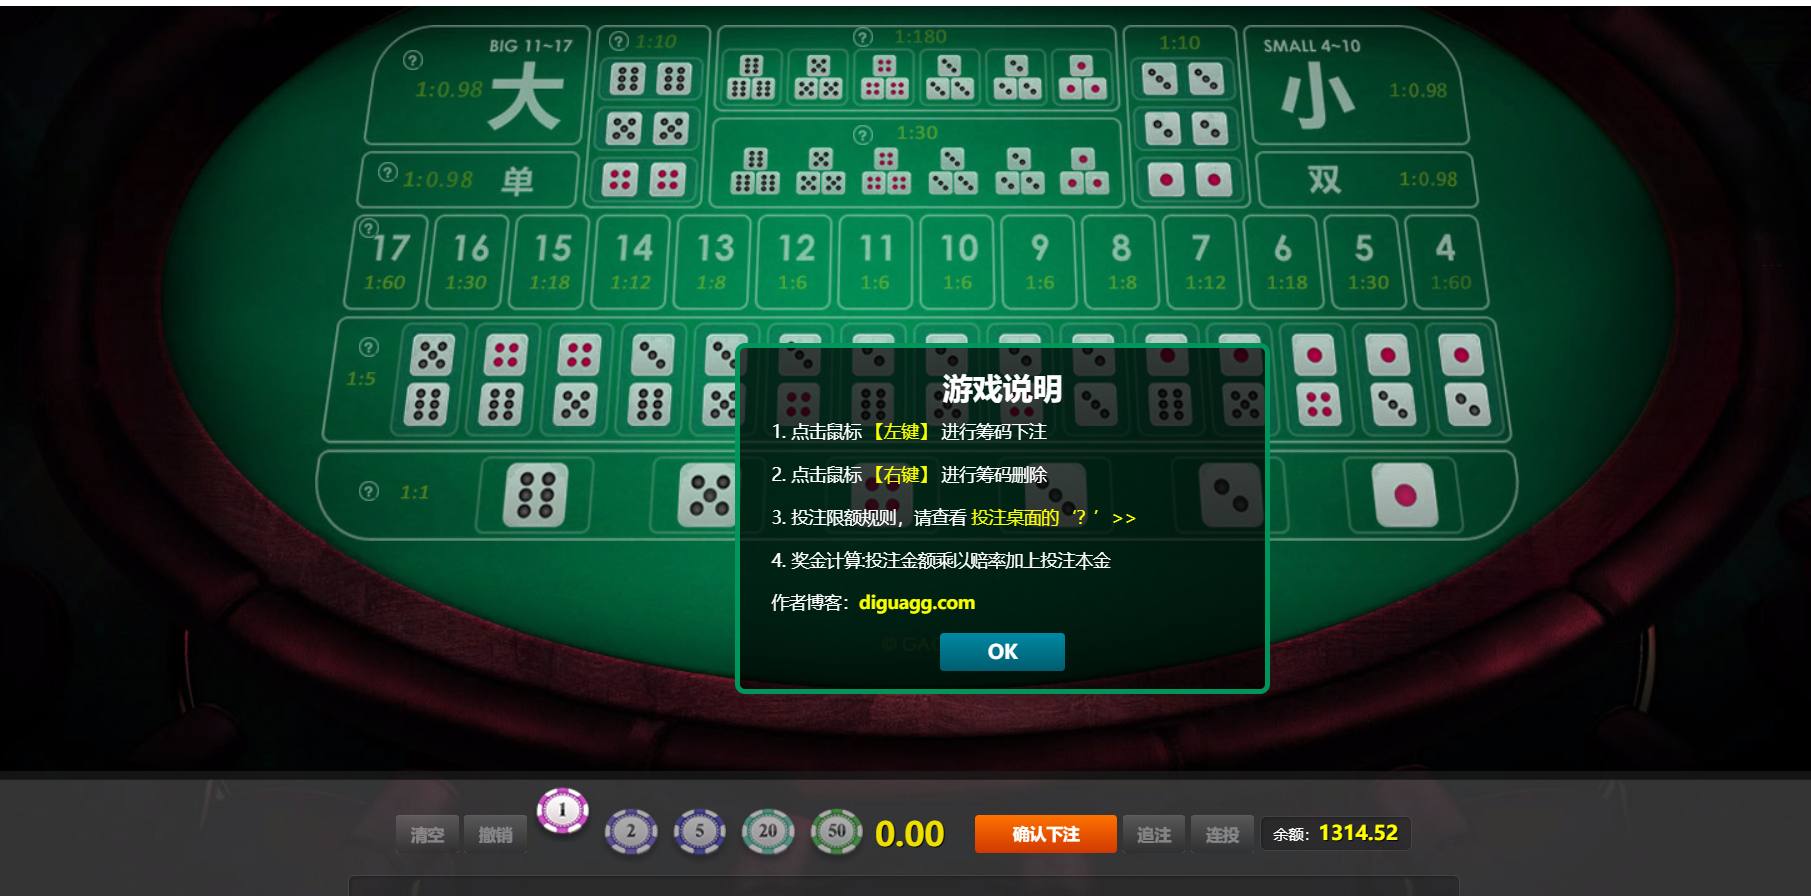 BIG 11~17
1:0.98
大
1:10
1:180
1:10
SMALL 4~10
小
1:0.98
1:30
1:0.98
单
双
1:0.98
17
16
15
14
13
12
11
10
9
8
7
6
5
4
1:60
1:30
1:18
1:12
1:8
1:6
1:6
1:6
1:6
1:8
1:12
1:18
1:30
1:60
1:5
1:1
游戏说明
1. 点击鼠标【左键】进行筹码下注
2. 点击鼠标【右键】进行筹码删除
3. 投注限额规则，请查看 投注桌面的‘？’>>
4. 奖金计算:投注金额乘以赔率加上投注本金
作者博客：diguagg.com
OK
清空
撤销
1
2
5
20
50
0.00
确认下注
追注
连投
余额：1314.52